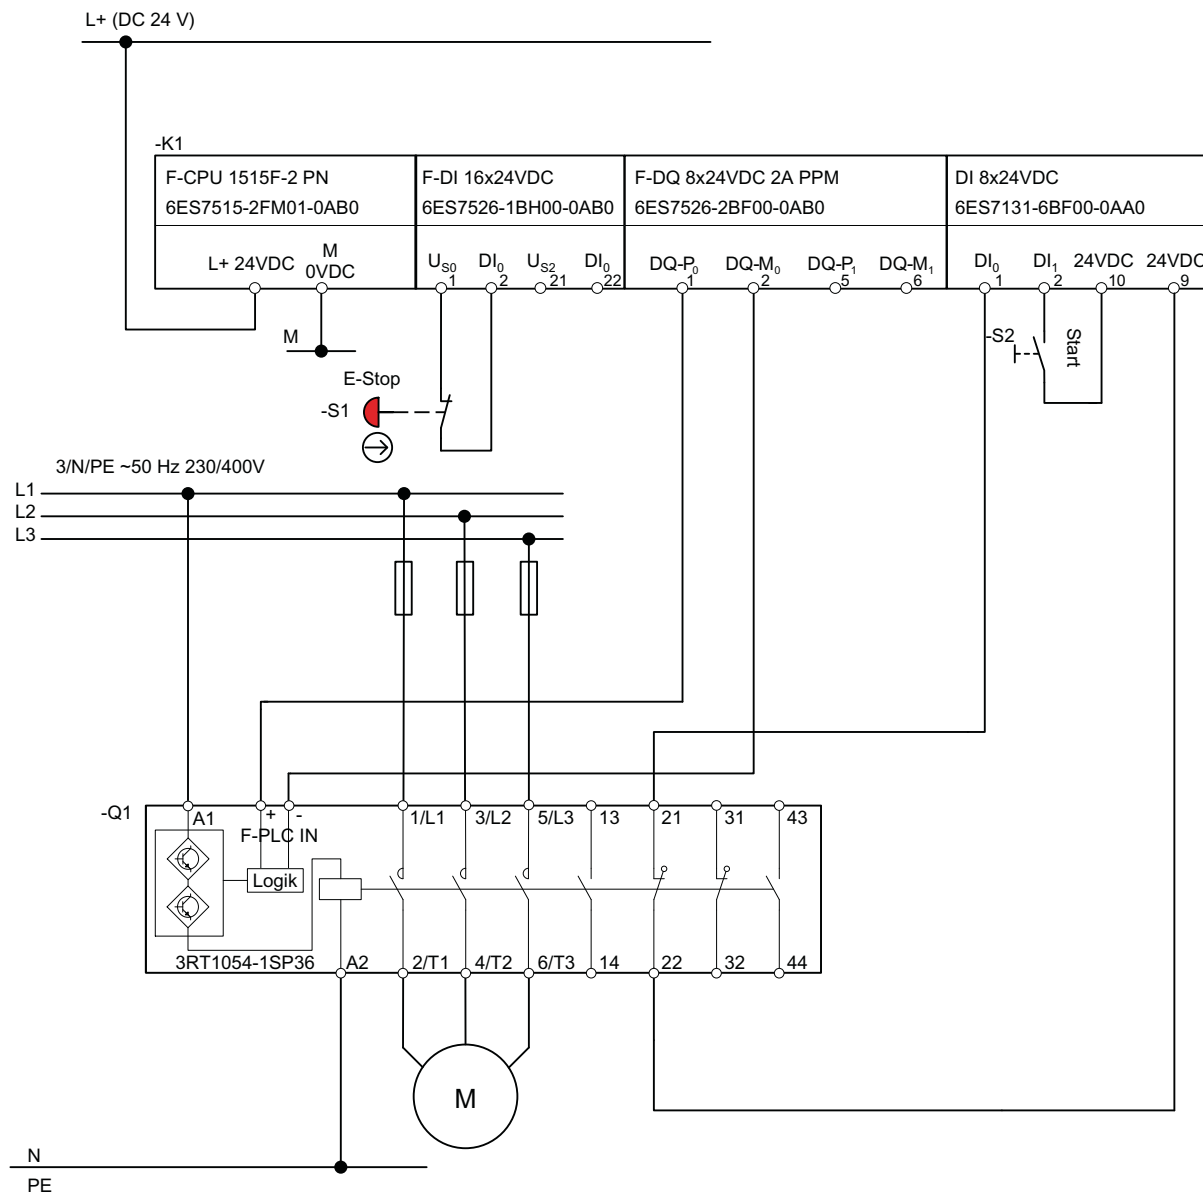 L+ (DC 24 V)
-K1
F-CPU 1515F-2 PN
6ES7515-2FM01-0AB0
F-DI 16x24VDC
6ES7526-1BH00-0AB0
F-DQ 8x24VDC 2A PPM
6ES7526-2BF00-0AB0
DI 8x24VDC
6ES7131-6BF00-0AA0
L+ 24VDC
M
0VDC
US0 DI0 US2 DI0
1 2 21 22
DQ-P0 DQ-M0 DQ-P1 DQ-M1
1 2 5 6
DI0 DI1 24VDC 24VDC
1 2 10 9
M
-S2
Start
E-Stop
-S1
3/N/PE ~50 Hz 230/400V
L1
L2
L3
-Q1
A1
+ -
F-PLC IN
1/L1 3/L2 5/L3 13 21 31 43
Logik
3RT1054-1SP36
A2 2/T1 4/T2 6/T3 14 22 32 44
M
N
PE